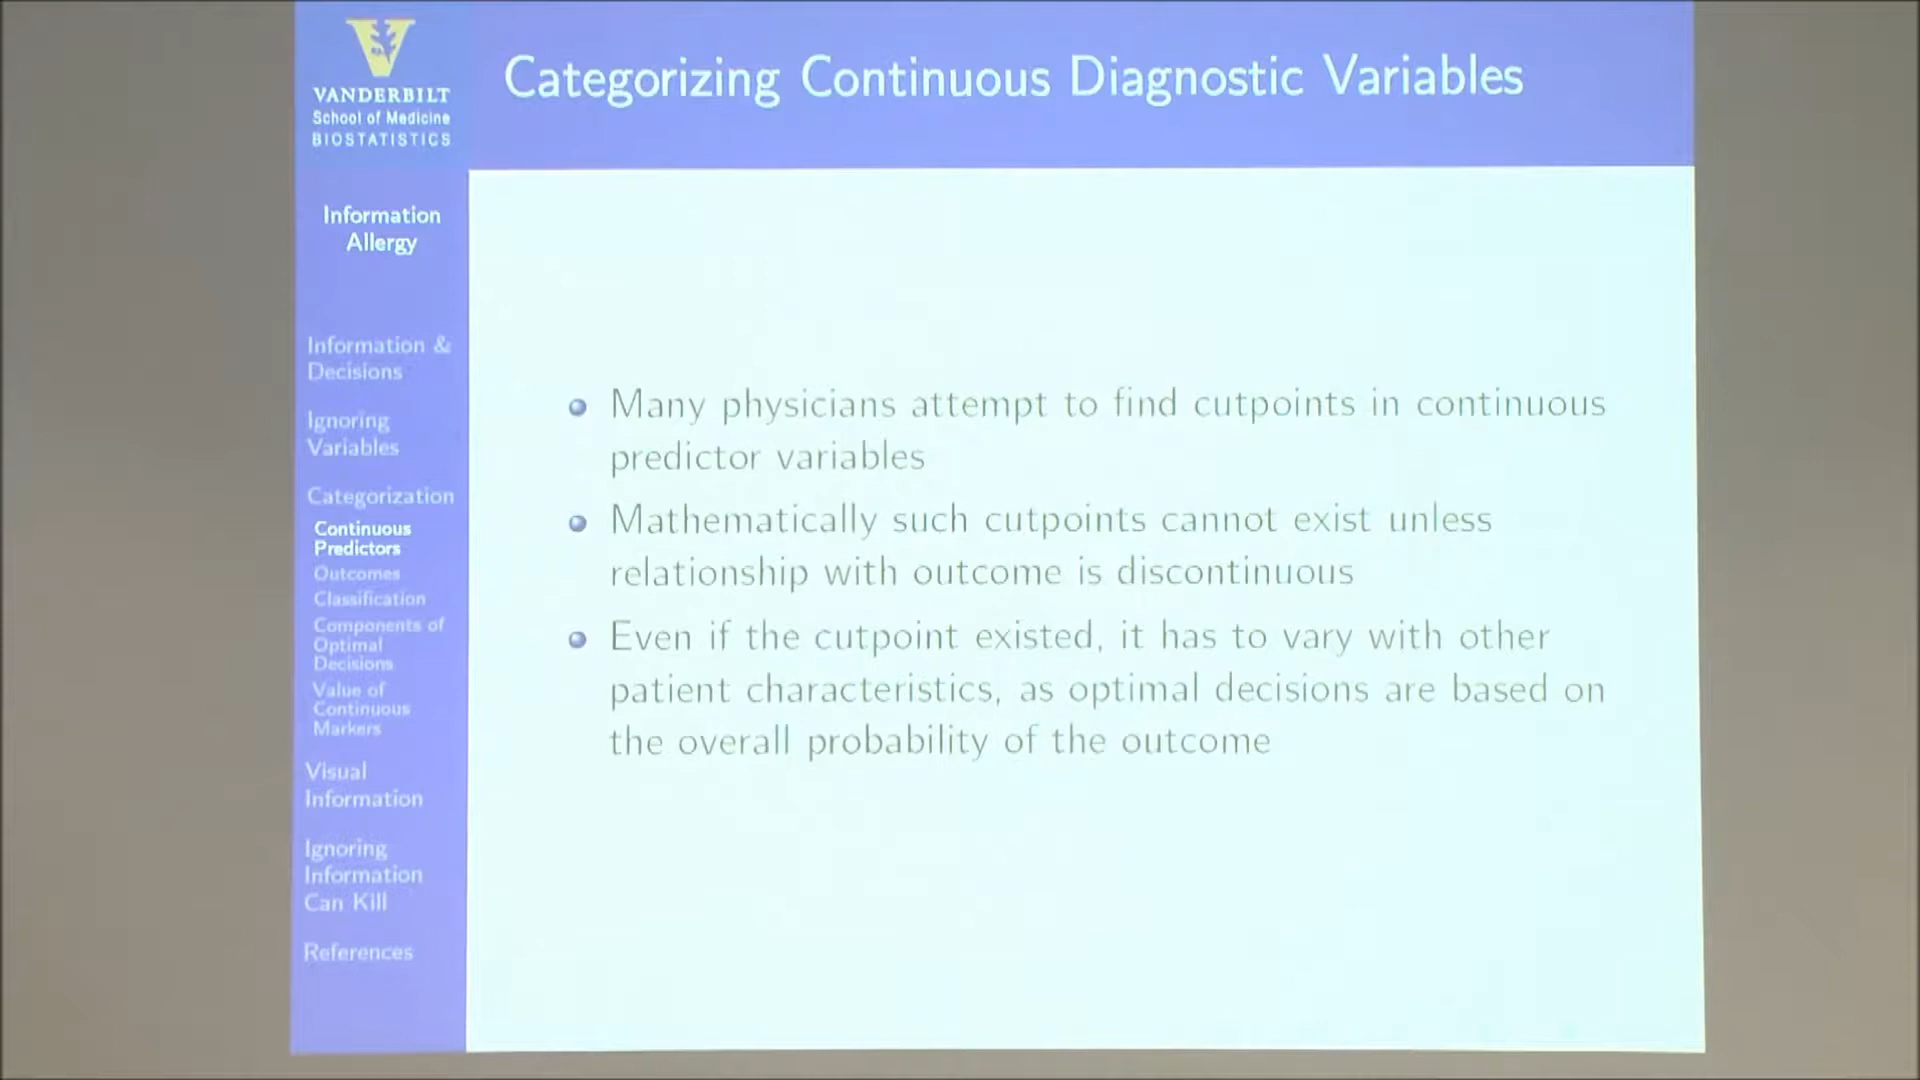 VANDERBILT
School of Medicine
BIOSTATISTICS
Categorizing Continuous Diagnostic Variables
Information
Allergy
Information &
Decisions
Ignoring
Variables
Categorization
Continuous
Predictors
Outcomes
Classification
Components of
Optimal
Decisions
Value of
Continuous
Markers
Visual
Information
Ignoring
Information
Can Kill
References
Many physicians attempt to find cutpoints in continuous
predictor variables
Mathematically such cutpoints cannot exist unless
relationship with outcome is discontinuous
Even if the cutpoint existed, it has to vary with other
patient characteristics, as optimal decisions are based on
the overall probability of the outcome